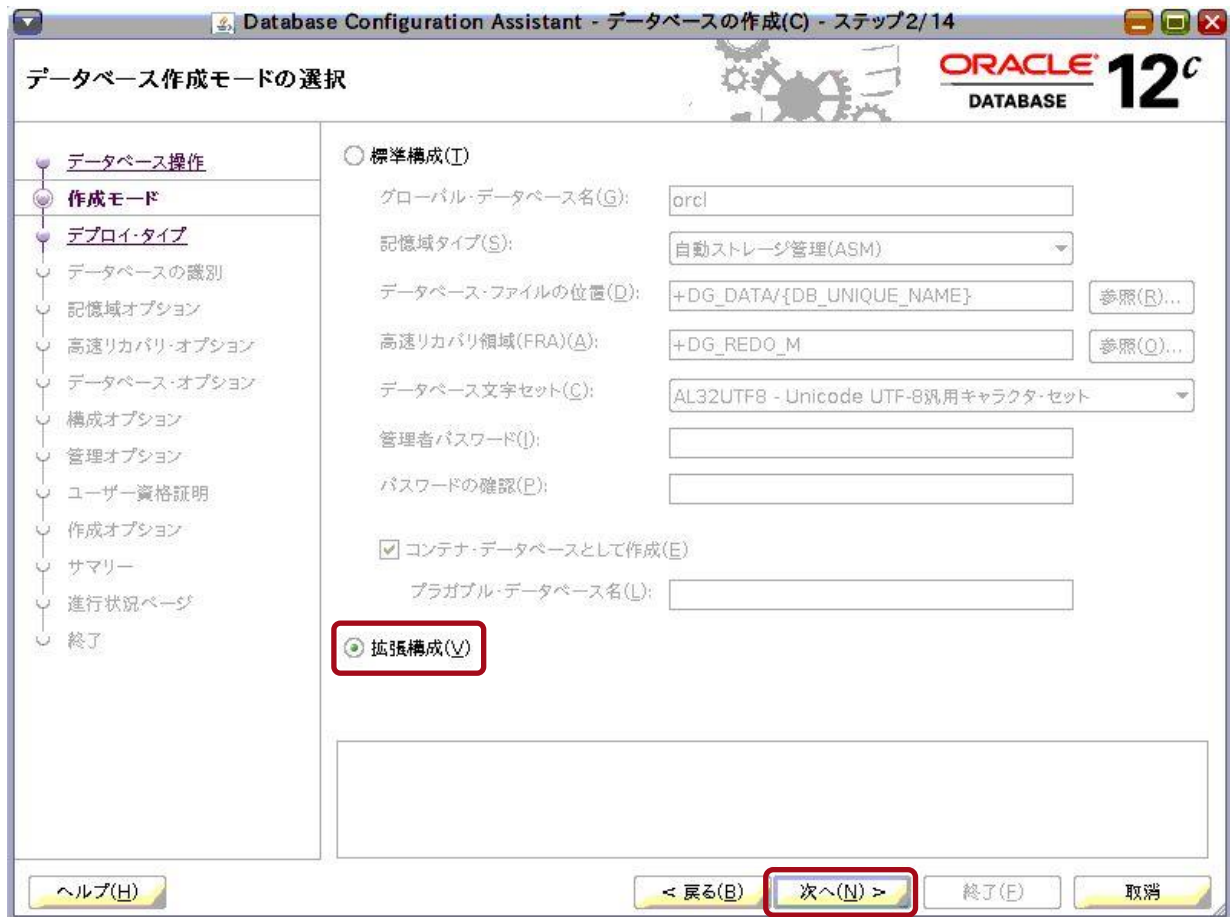 Database Configuration Assistant - データベースの作成(C) - ステップ2/14
データベース作成モードの選択
ORACLE
DATABASE
12c
データベース操作
作成モード
デプロイ・タイプ
データベースの識別
記憶域オプション
高速リカバリ・オプション
データベース・オプション
構成オプション
管理オプション
ユーザー資格証明
作成オプション
サマリー
進行状況ページ
終了
標準構成(T)
グローバル・データベース名(G): orcl
記憶域タイプ(S): 自動ストレージ管理(ASM)
データベース・ファイルの位置(D): +DG_DATA/{DB_UNIQUE_NAME} 参照(R)...
高速リカバリ領域(FRA)(A): +DG_REDO_M 参照(O)...
データベース文字セット(C): AL32UTF8 - Unicode UTF-8汎用キャラクタ・セット
管理者パスワード(I):
パスワードの確認(P):
コンテナ・データベースとして作成(E)
プラガブル・データベース名(L):
拡張構成(V)
ヘルプ(H) < 戻る(B) 次へ(N) > 終了(F) 取消